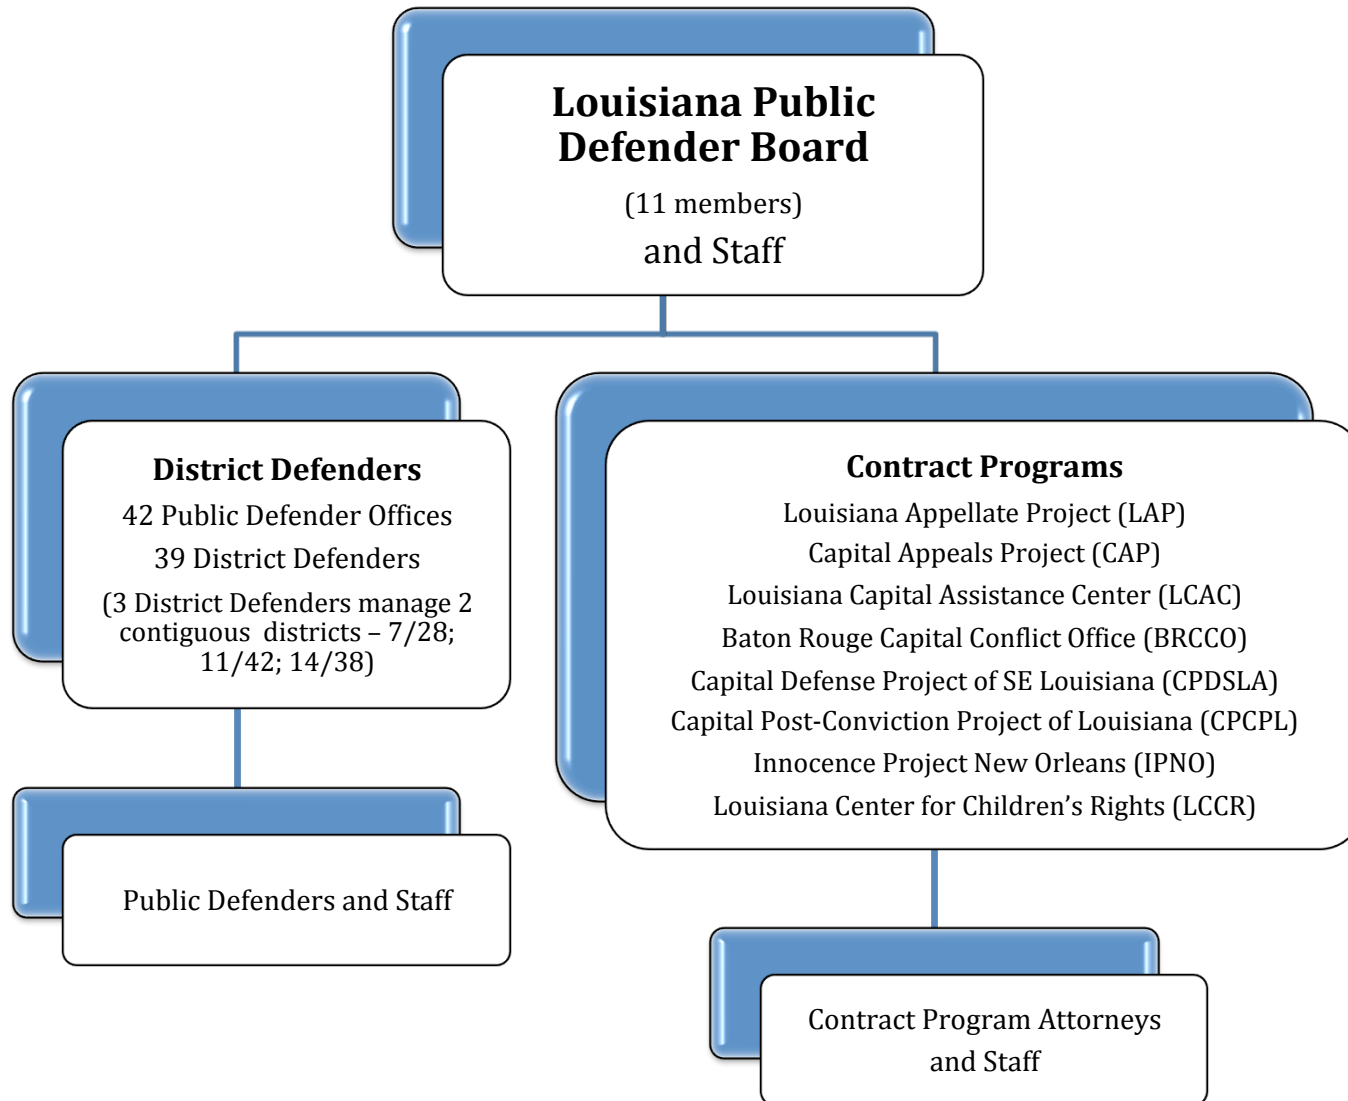 Louisiana Public
Defender Board
(11 members)
and Staff
District Defenders
42 Public Defender Offices
39 District Defenders
(3 District Defenders manage 2
contiguous districts – 7/28;
11/42; 14/38)
Public Defenders and Staff
Contract Programs
Louisiana Appellate Project (LAP)
Capital Appeals Project (CAP)
Louisiana Capital Assistance Center (LCAC)
Baton Rouge Capital Conflict Office (BRCCO)
Capital Defense Project of SE Louisiana (CPDSLA)
Capital Post-Conviction Project of Louisiana (CPCPL)
Innocence Project New Orleans (IPNO)
Louisiana Center for Children’s Rights (LCCR)
Contract Program Attorneys
and Staff